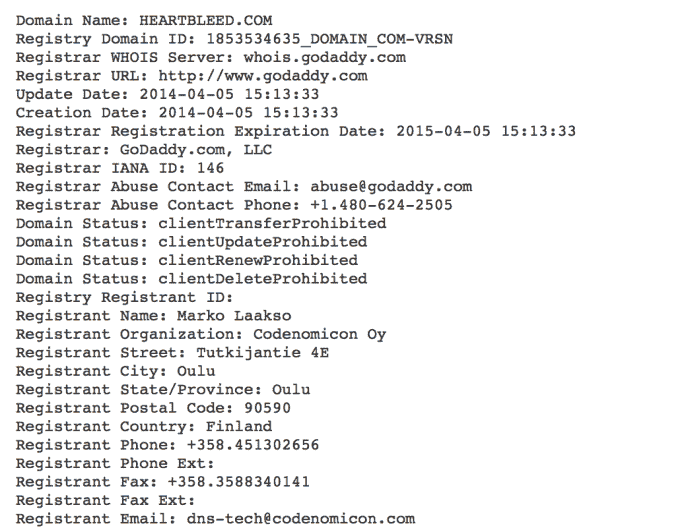 Domain Name: HEARTBLEED.COM
Registry Domain ID: 1853534635_DOMAIN_COM-VRSN
Registrar WHOIS Server: whois.godaddy.com
Registrar URL: http://www.godaddy.com
Update Date: 2014-04-05 15:13:33
Creation Date: 2014-04-05 15:13:33
Registrar Registration Expiration Date: 2015-04-05 15:13:33
Registrar: GoDaddy.com, LLC
Registrar IANA ID: 146
Registrar Abuse Contact Email: abuse@godaddy.com
Registrar Abuse Contact Phone: +1.480-624-2505
Domain Status: clientTransferProhibited
Domain Status: clientUpdateProhibited
Domain Status: clientRenewProhibited
Domain Status: clientDeleteProhibited
Registry Registrant ID:
Registrant Name: Marko Laakso
Registrant Organization: Codenomicon Oy
Registrant Street: Tutkijantie 4E
Registrant City: Oulu
Registrant State/Province: Oulu
Registrant Postal Code: 90590
Registrant Country: Finland
Registrant Phone: +358.451302656
Registrant Phone Ext:
Registrant Fax: +358.3588340141
Registrant Fax Ext:
Registrant Email: dns-tech@codenomicon.com